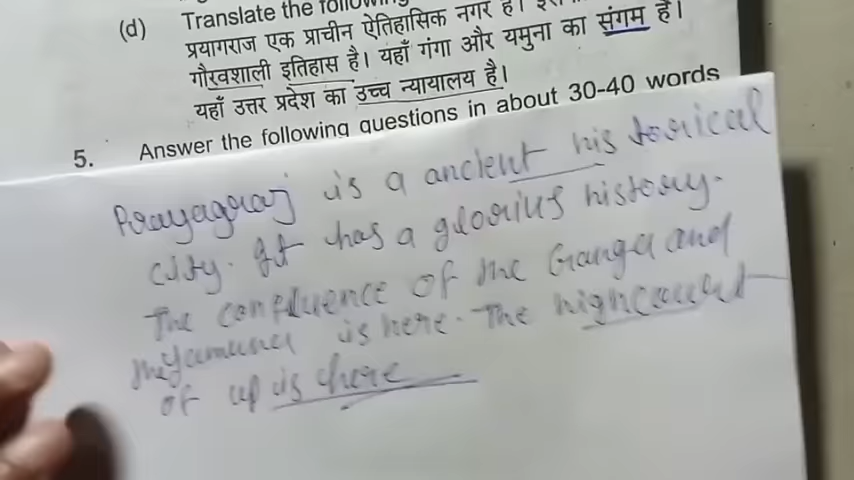 (d) Translate the following
प्रयागराज एक प्राचीन ऐतिहासिक नगर है।
गौरवशाली इतिहास है। यहाँ गंगा और यमुना का संगम है।
यहाँ उत्तर प्रदेश का उच्च न्यायालय है।
5. Answer the following questions in about 30-40 words
Prayagraj is a ancient historical
city. It has a glorius history.
The confluence of the Ganga and
the Yamuna is here. The highcourt
of up is here